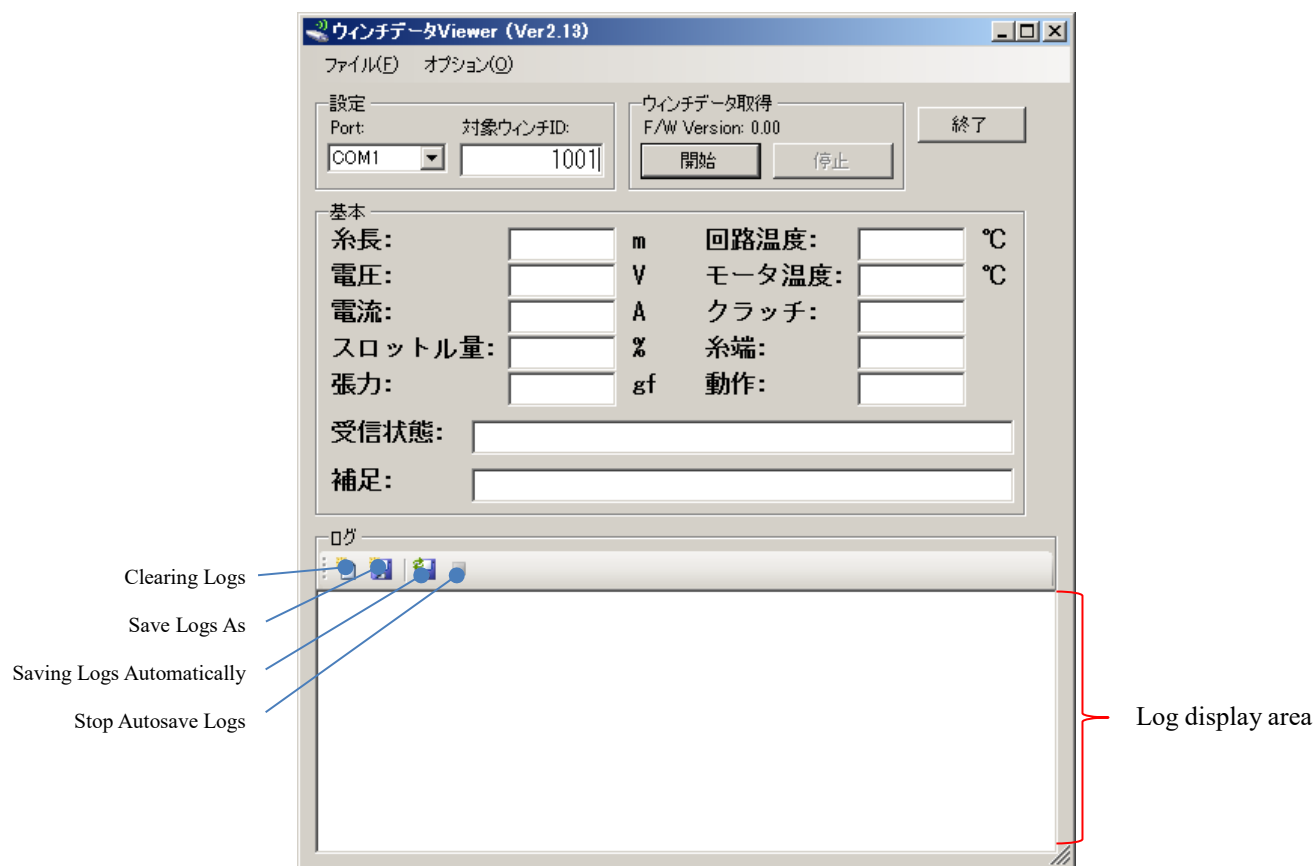 ウィンチデータViewer (Ver2.13)
ファイル(F) オプション(O)
設定
Port: 対象ウィンチID:
COM1 1001
ウィンチデータ取得
F/W Version: 0.00
開始 停止
終了
基本
糸長: m 回路温度: ℃
電圧: V モータ温度: ℃
電流: A クラッチ:
スロットル量: % 糸端:
張力: gf 動作:
受信状態:
補足:
ログ
Clearing Logs
Save Logs As
Saving Logs Automatically
Stop Autosave Logs
Log display area